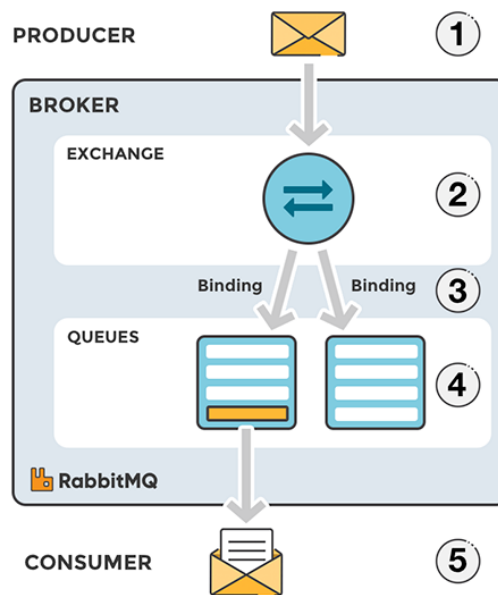 PRODUCER 1
BROKER
EXCHANGE
2
Binding Binding 3
QUEUES
4
RabbitMQ
CONSUMER 5